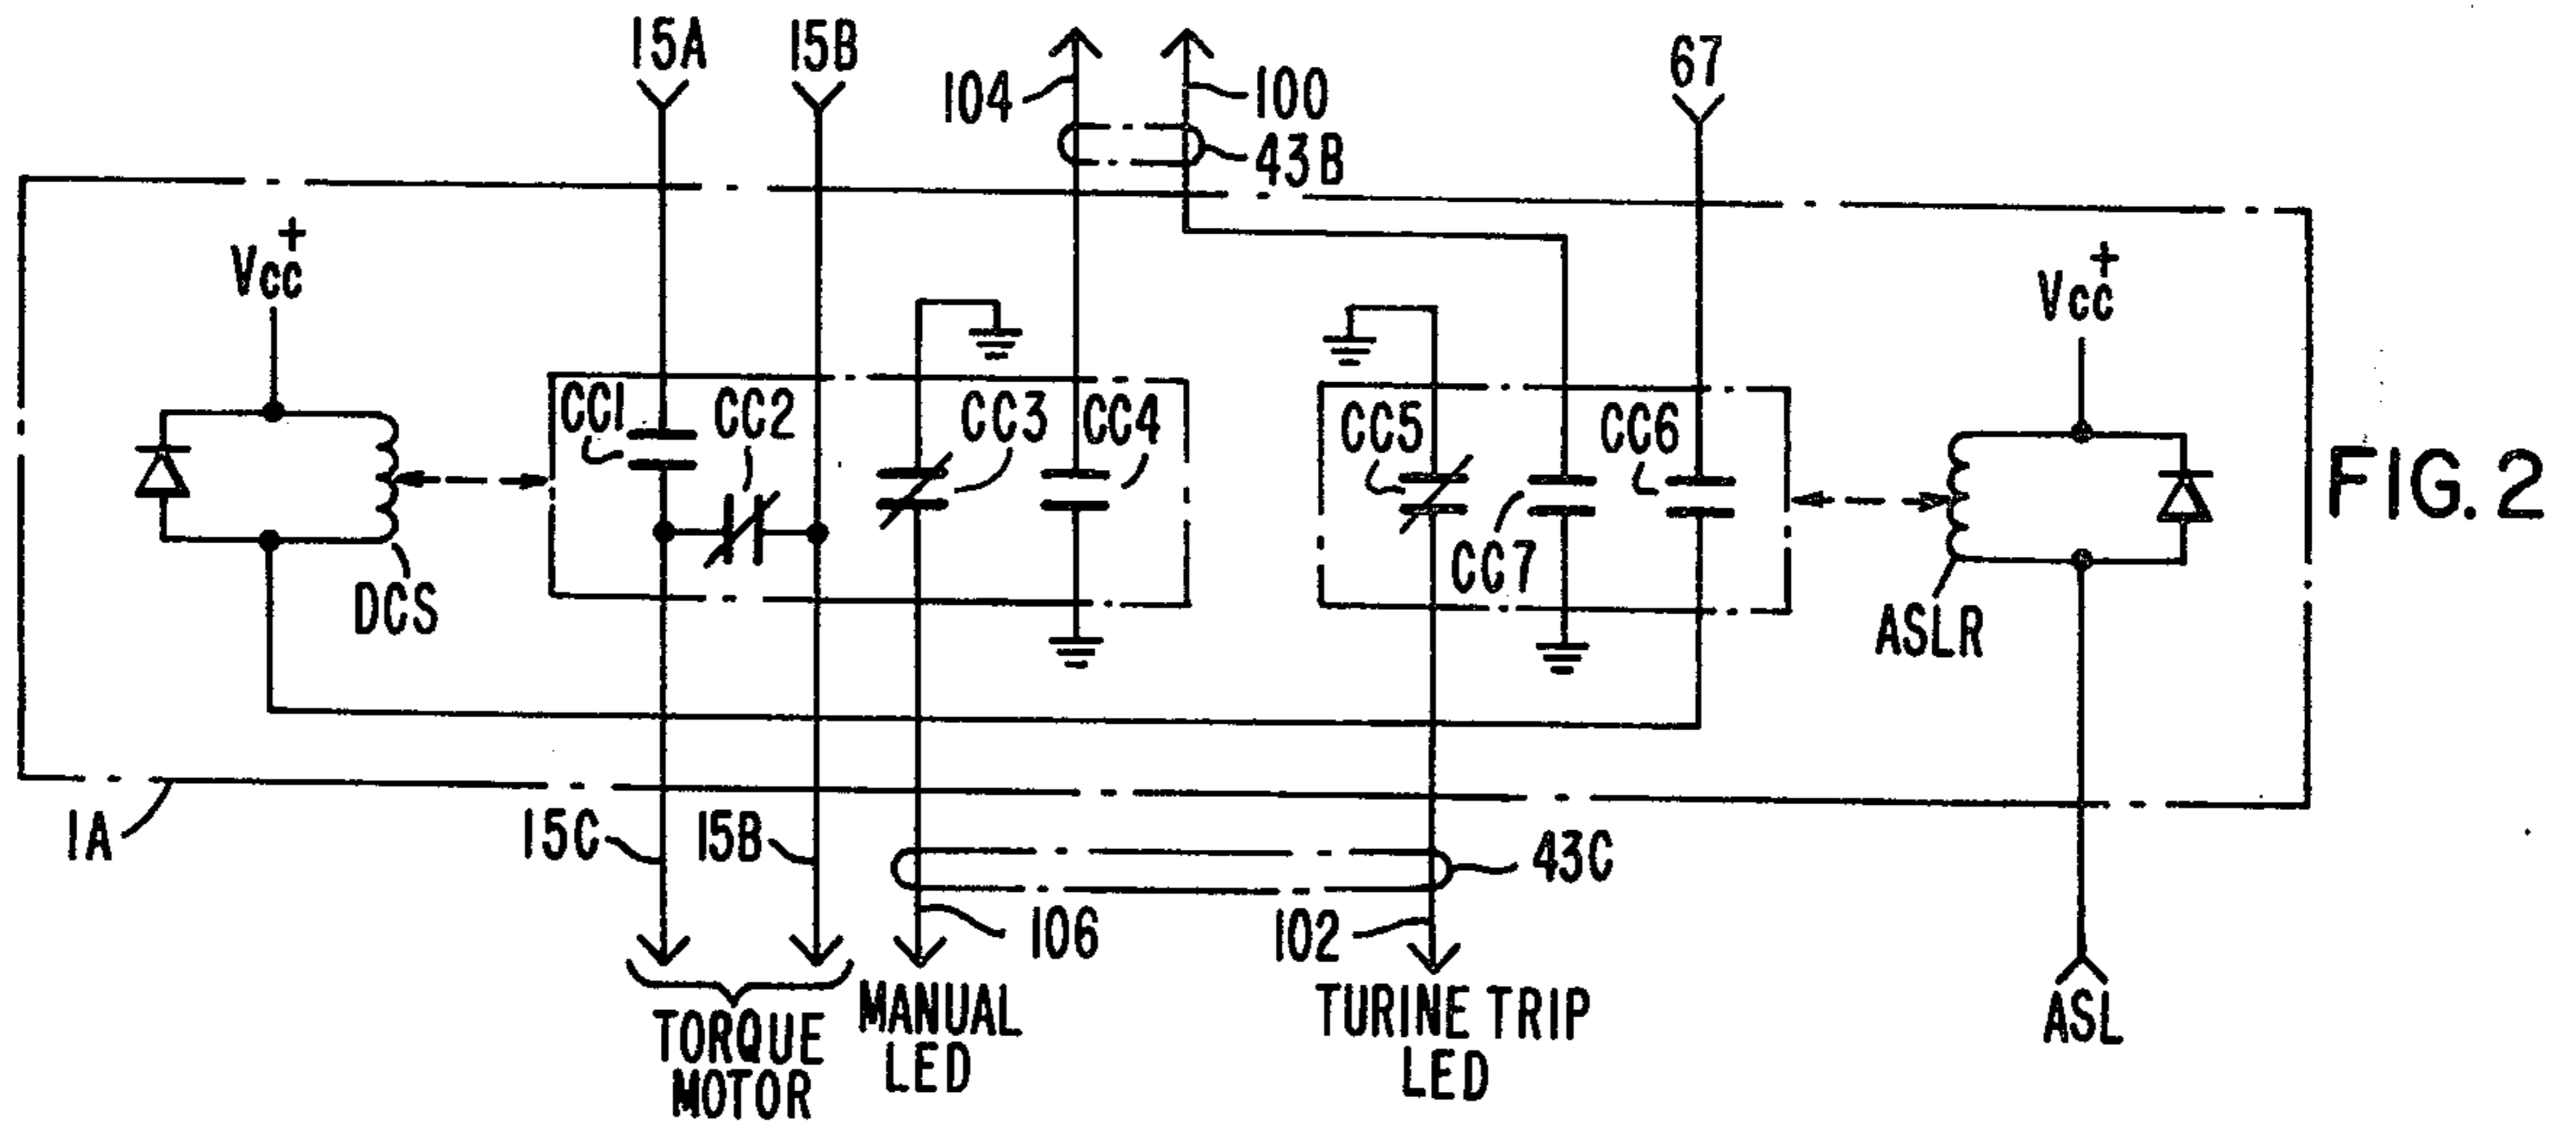 15A
15B
104
100
43B
67
Vcc+
Vcc+
CC1
CC2
CC3
CC4
CC5
CC6
CC7
DCS
ASLR
FIG. 2
1A
15C
15B
43C
106
102
TORQUE
MOTOR
MANUAL
LED
TURINE TRIP
LED
ASL